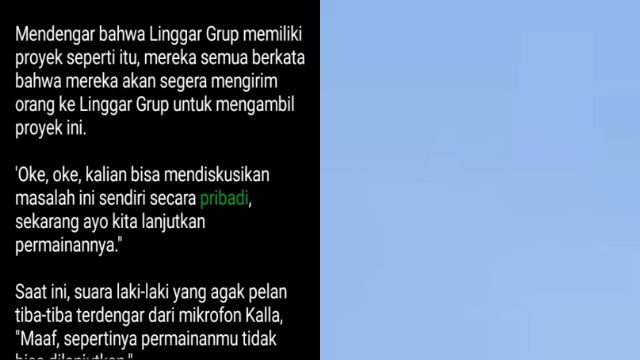 Mendengar bahwa Linggar Grup memiliki
proyek seperti itu, mereka semua berkata
bahwa mereka akan segera mengirim
orang ke Linggar Grup untuk mengambil
proyek ini.
'Oke, oke, kalian bisa mendiskusikan
masalah ini sendiri secara pribadi,
sekarang ayo kita lanjutkan
permainannya."
Saat ini, suara laki-laki yang agak pelan
tiba-tiba terdengar dari mikrofon Kalla,
"Maaf, sepertinya permainanmu tidak
bisa dilanjutkan."